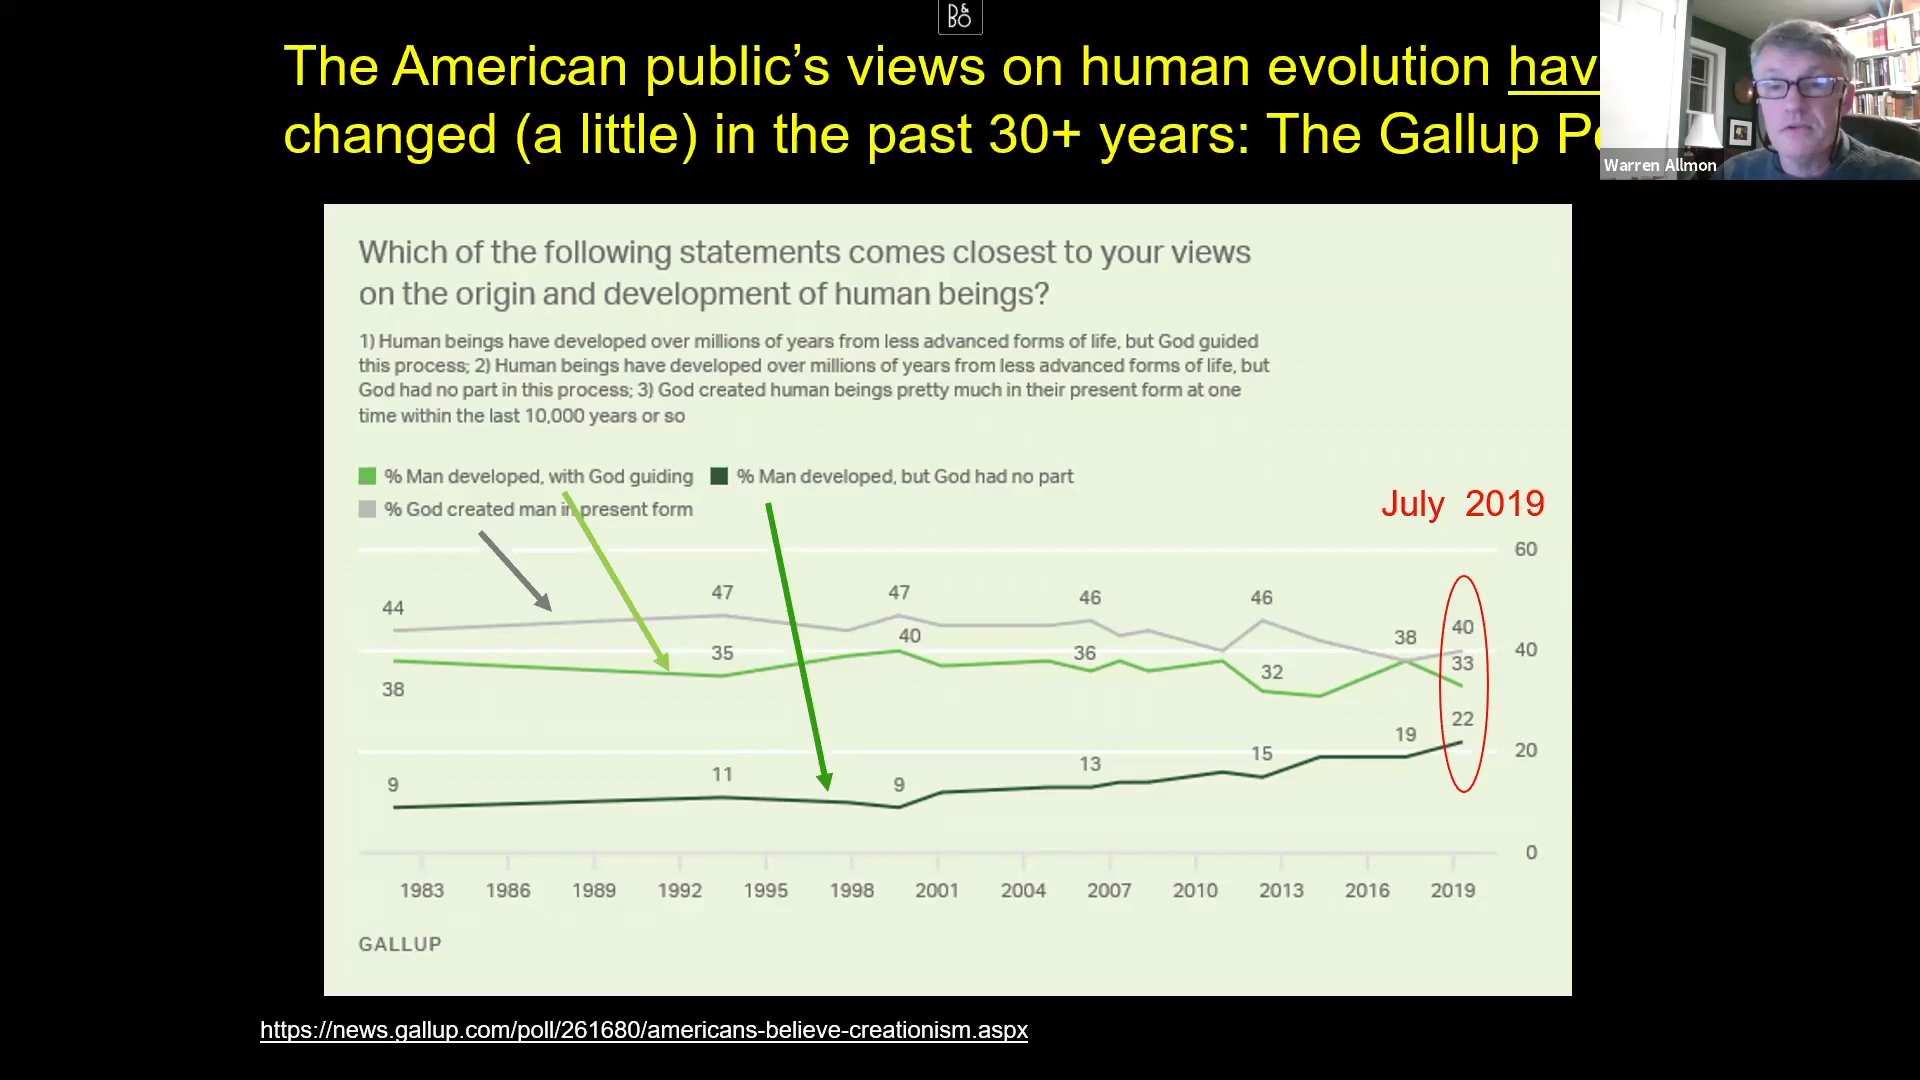 B&O
The American public's views on human evolution hav
changed (a little) in the past 30+ years: The Gallup P
Warren Allmon
Which of the following statements comes closest to your views
on the origin and development of human beings?
1) Human beings have developed over millions of years from less advanced forms of life, but God guided
this process; 2) Human beings have developed over millions of years from less advanced forms of life, but
God had no part in this process; 3) God created human beings pretty much in their present form at one
time within the last 10,000 years or so
% Man developed, with God guiding % Man developed, but God had no part
% God created man in present form
July 2019
60
44 47 47 46 46 40
40
38 35 40 36 32 38 33
20
9 11 9 13 15 19 22
0
1983 1986 1989 1992 1995 1998 2001 2004 2007 2010 2013 2016 2019
GALLUP
https://news.gallup.com/poll/261680/americans-believe-creationism.aspx